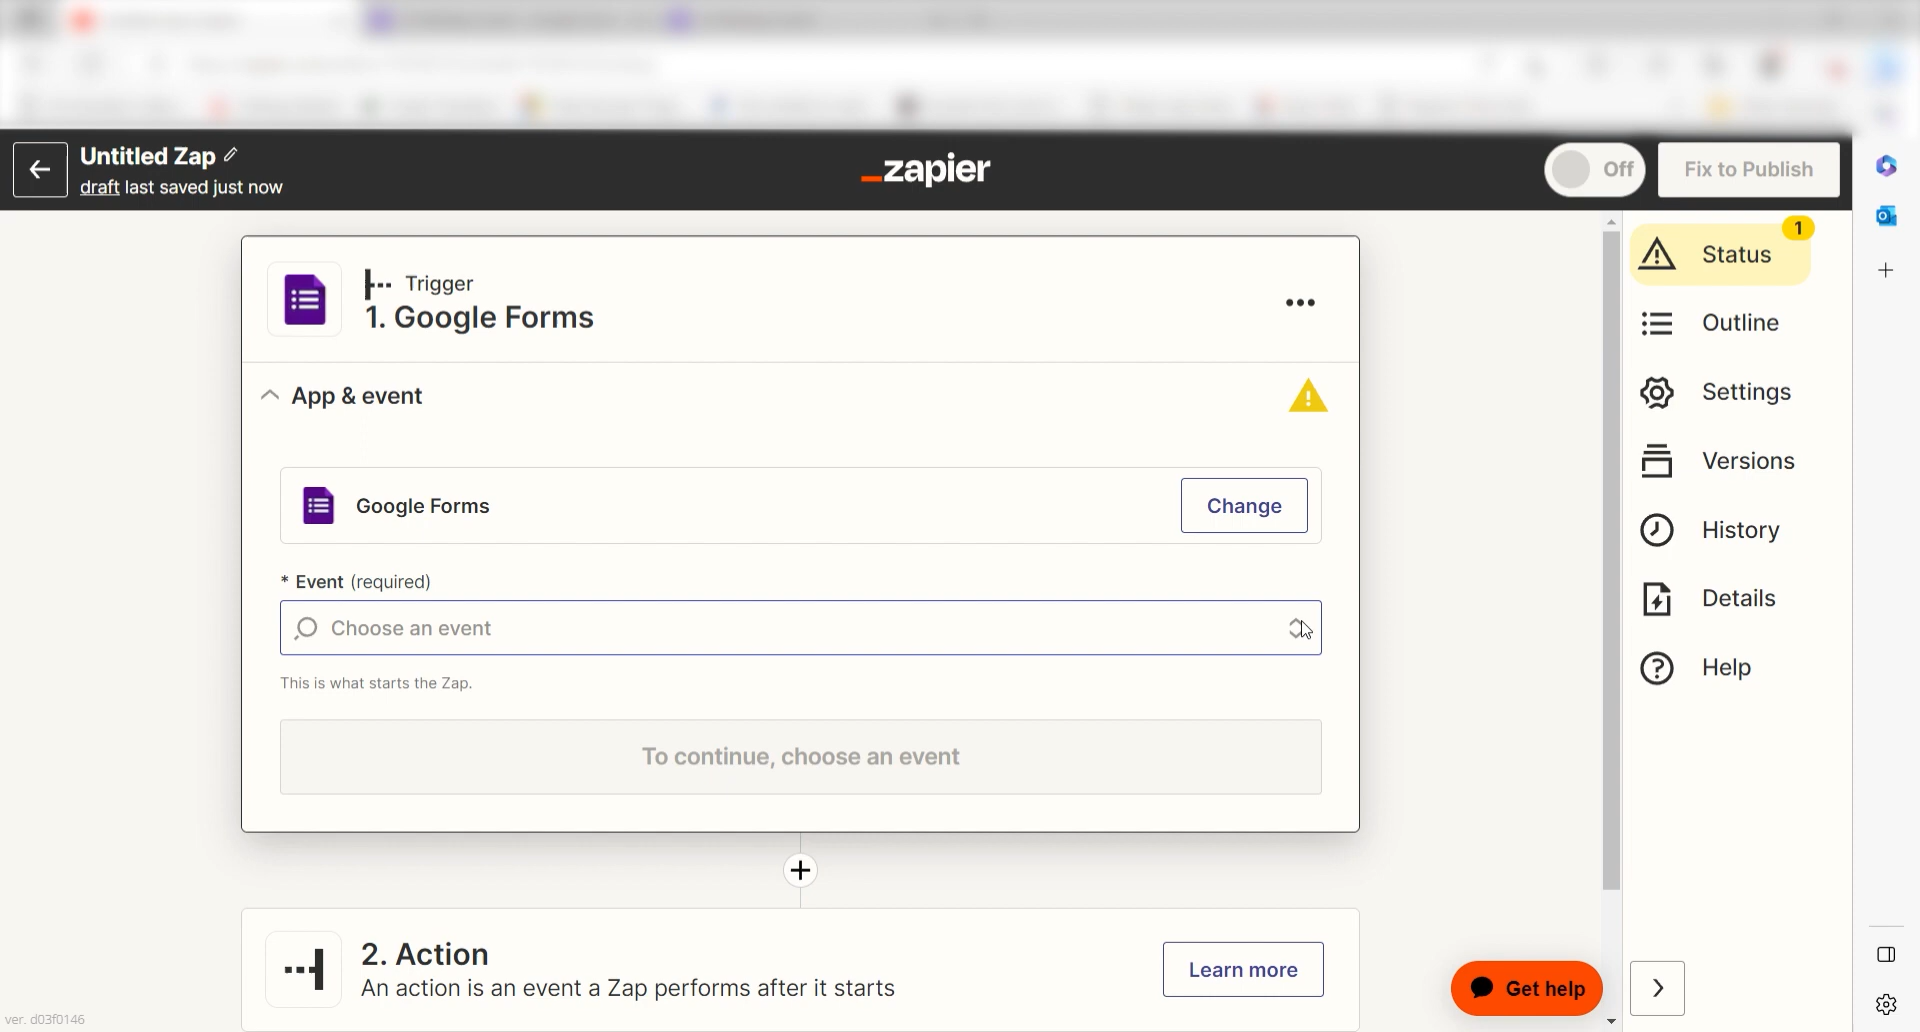 Untitled Zap
draft last saved just now
zapier
Off
Fix to Publish
1
Status
Outline
Settings
Versions
History
Details
Help
Trigger
1. Google Forms
App & event
Google Forms
Change
* Event (required)
Choose an event
This is what starts the Zap.
To continue, choose an event
2. Action
An action is an event a Zap performs after it starts
Learn more
Get help
ver. d03f0146